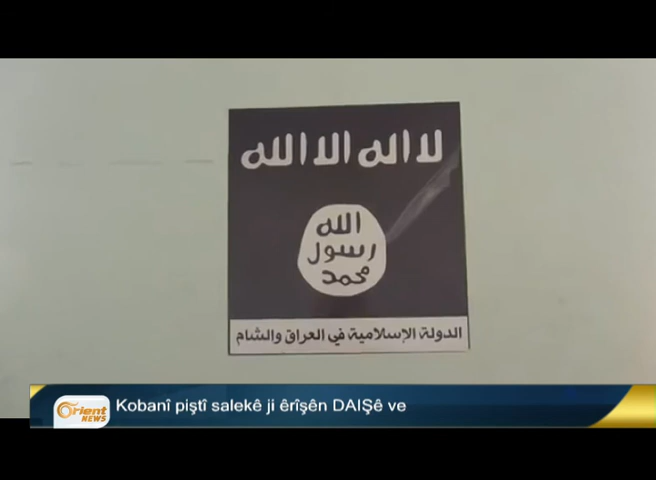 لا اله الا الله
الله
رسول
محمد
الدولة الإسلامية في العراق والشام
Orient
NEWS
Kobanî piştî salekê ji êrîşên DAIŞê ve